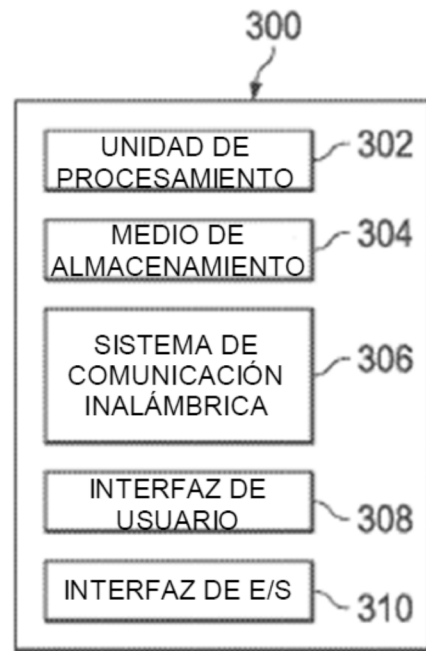 300
UNIDAD DE
PROCESAMIENTO
302
MEDIO DE
ALMACENAMIENTO
304
SISTEMA DE
COMUNICACIÓN
INALÁMBRICA
306
INTERFAZ DE
USUARIO
308
INTERFAZ DE E/S
310